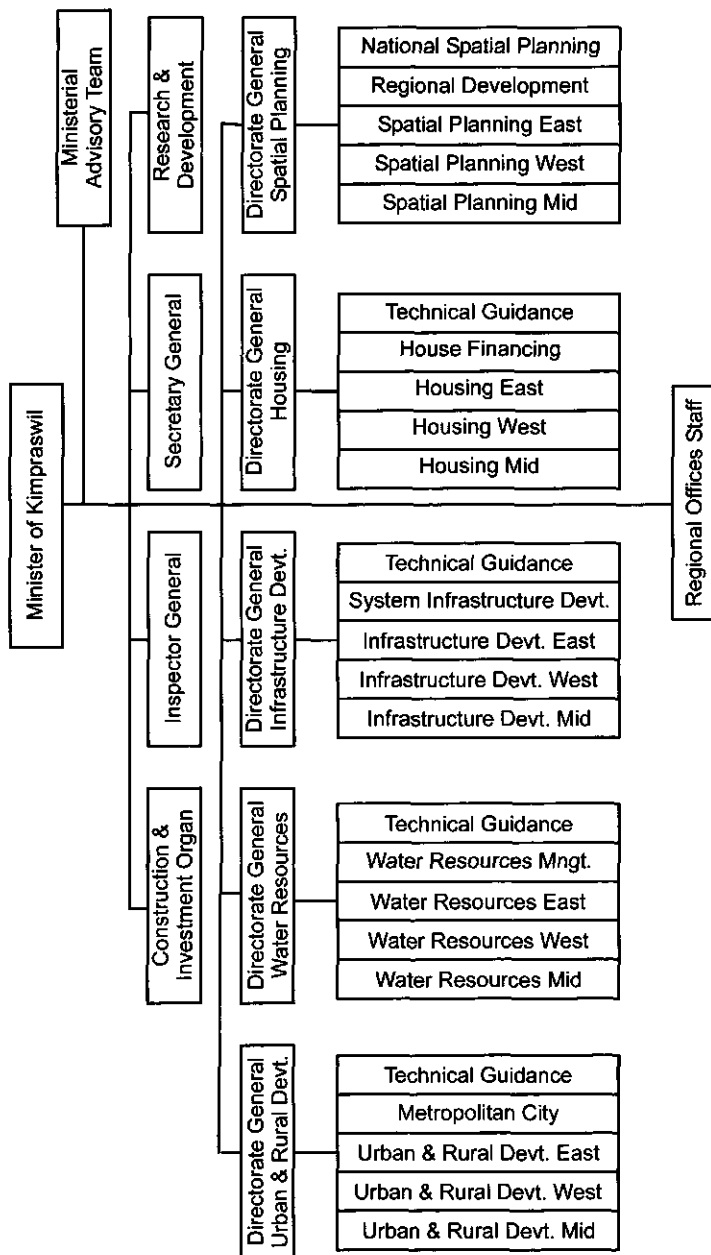 Minister of Kimpraswil
Ministerial
Advisory Team
Construction &
Investment Organ
Inspector General
Secretary General
Research &
Development
Directorate General
Urban & Rural Devt.
Directorate General
Water Resources
Directorate General
Infrastructure Devt.
Directorate General
Housing
Directorate General
Spatial Planning
National Spatial Planning
Regional Development
Spatial Planning East
Spatial Planning West
Spatial Planning Mid
Technical Guidance
House Financing
Housing East
Housing West
Housing Mid
Technical Guidance
System Infrastructure Devt.
Infrastructure Devt. East
Infrastructure Devt. West
Infrastructure Devt. Mid
Technical Guidance
Water Resources Mngt.
Water Resources East
Water Resources West
Water Resources Mid
Technical Guidance
Metropolitan City
Urban & Rural Devt. East
Urban & Rural Devt. West
Urban & Rural Devt. Mid
Regional Offices Staff